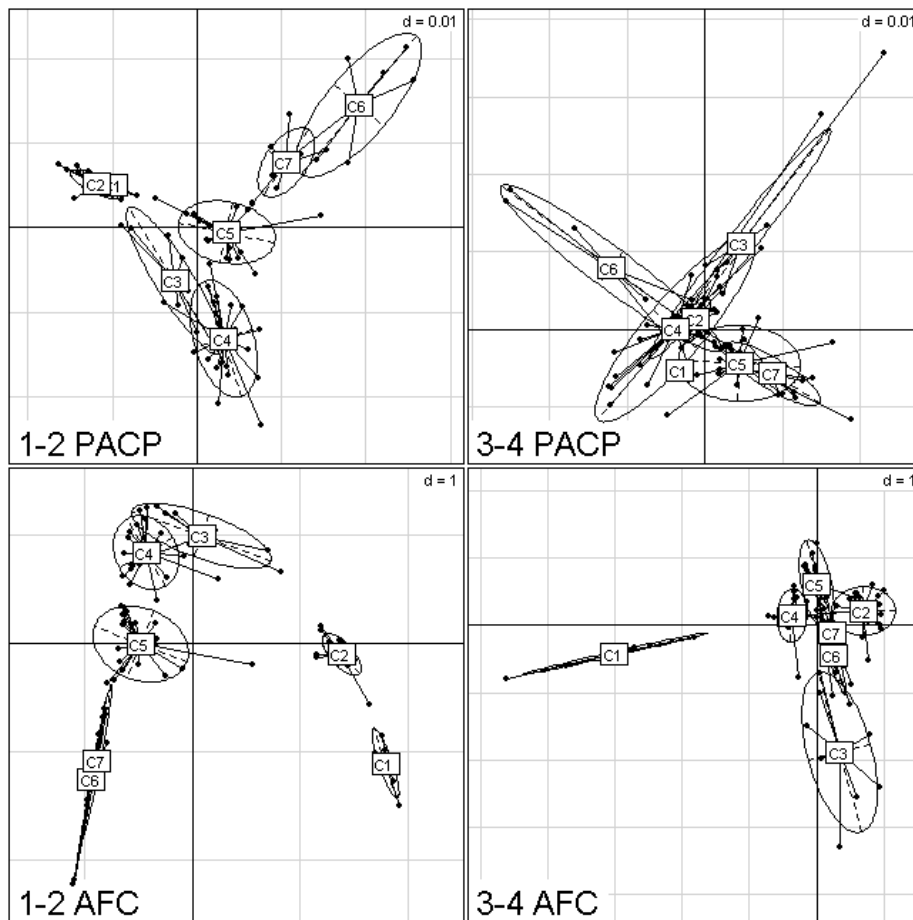 d = 0.01
C6
C7
C2
C1
C5
C3
C4
1-2 PACP
d = 0.01
C3
C6
C2
C4
C1
C5
C7
3-4 PACP
d = 1
C3
C4
C5
C2
C7
C1
C6
1-2 AFC
d = 1
C5
C4
C2
C7
C1
C6
C3
3-4 AFC